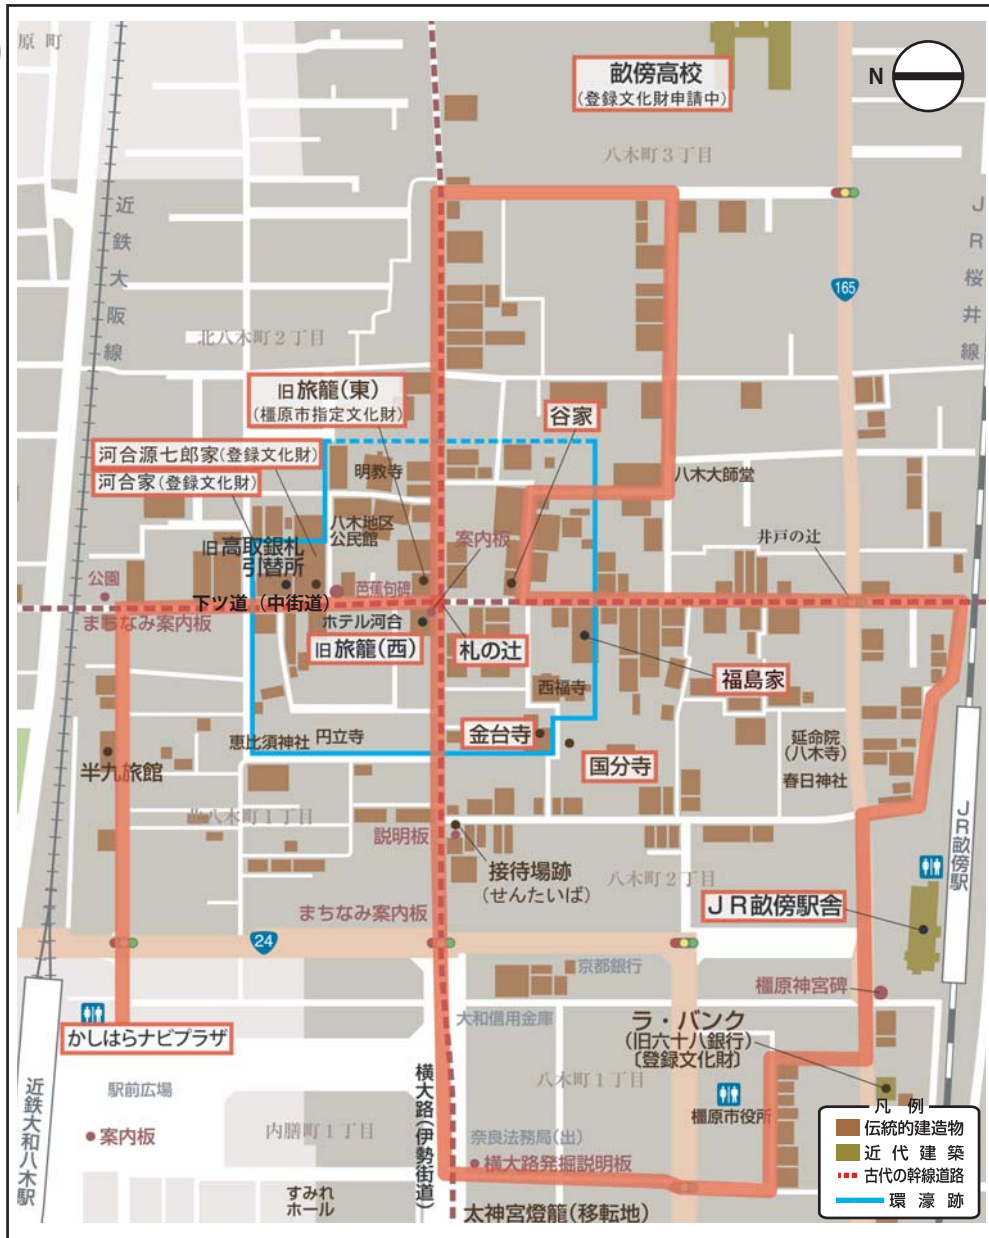 原町
畝傍高校
(登録文化財申請中)
N
八木町3丁目
近鉄大阪線
JR桜井線
165
北八木町2丁目
旧旅籠(東)
(橿原市指定文化財)
谷家
河合源七郎家(登録文化財)
河合家(登録文化財)
明教寺
八木大師堂
八木地区
公民館
旧高取銀札
引替所
案内板
井戸の辻
公園
芭蕉句碑
下ツ道(中街道)
まちなみ案内板
ホテル河合
旧旅籠(西)
札の辻
福島家
西福寺
恵比須神社
円立寺
金台寺
国分寺
延命院
(八木寺)
春日神社
半九旅館
北八木町1丁目
説明板
接待場跡
(せんたいば)
八木町2丁目
JR畝傍駅
まちなみ案内板
JR畝傍駅舎
24
京都銀行
橿原神宮碑
かしはらナビプラザ
大和信用金庫
ラ・バンク
(旧六十八銀行)
〔登録文化財〕
駅前広場
近鉄大和八木駅
横大路(伊勢街道)
八木町1丁目
橿原市役所
案内板
内膳町1丁目
奈良法務局(出)
横大路発掘説明板
すみれ
ホール
太神宮燈籠(移転地)
凡例
伝統的建造物
近代建築
古代の幹線道路
環濠跡